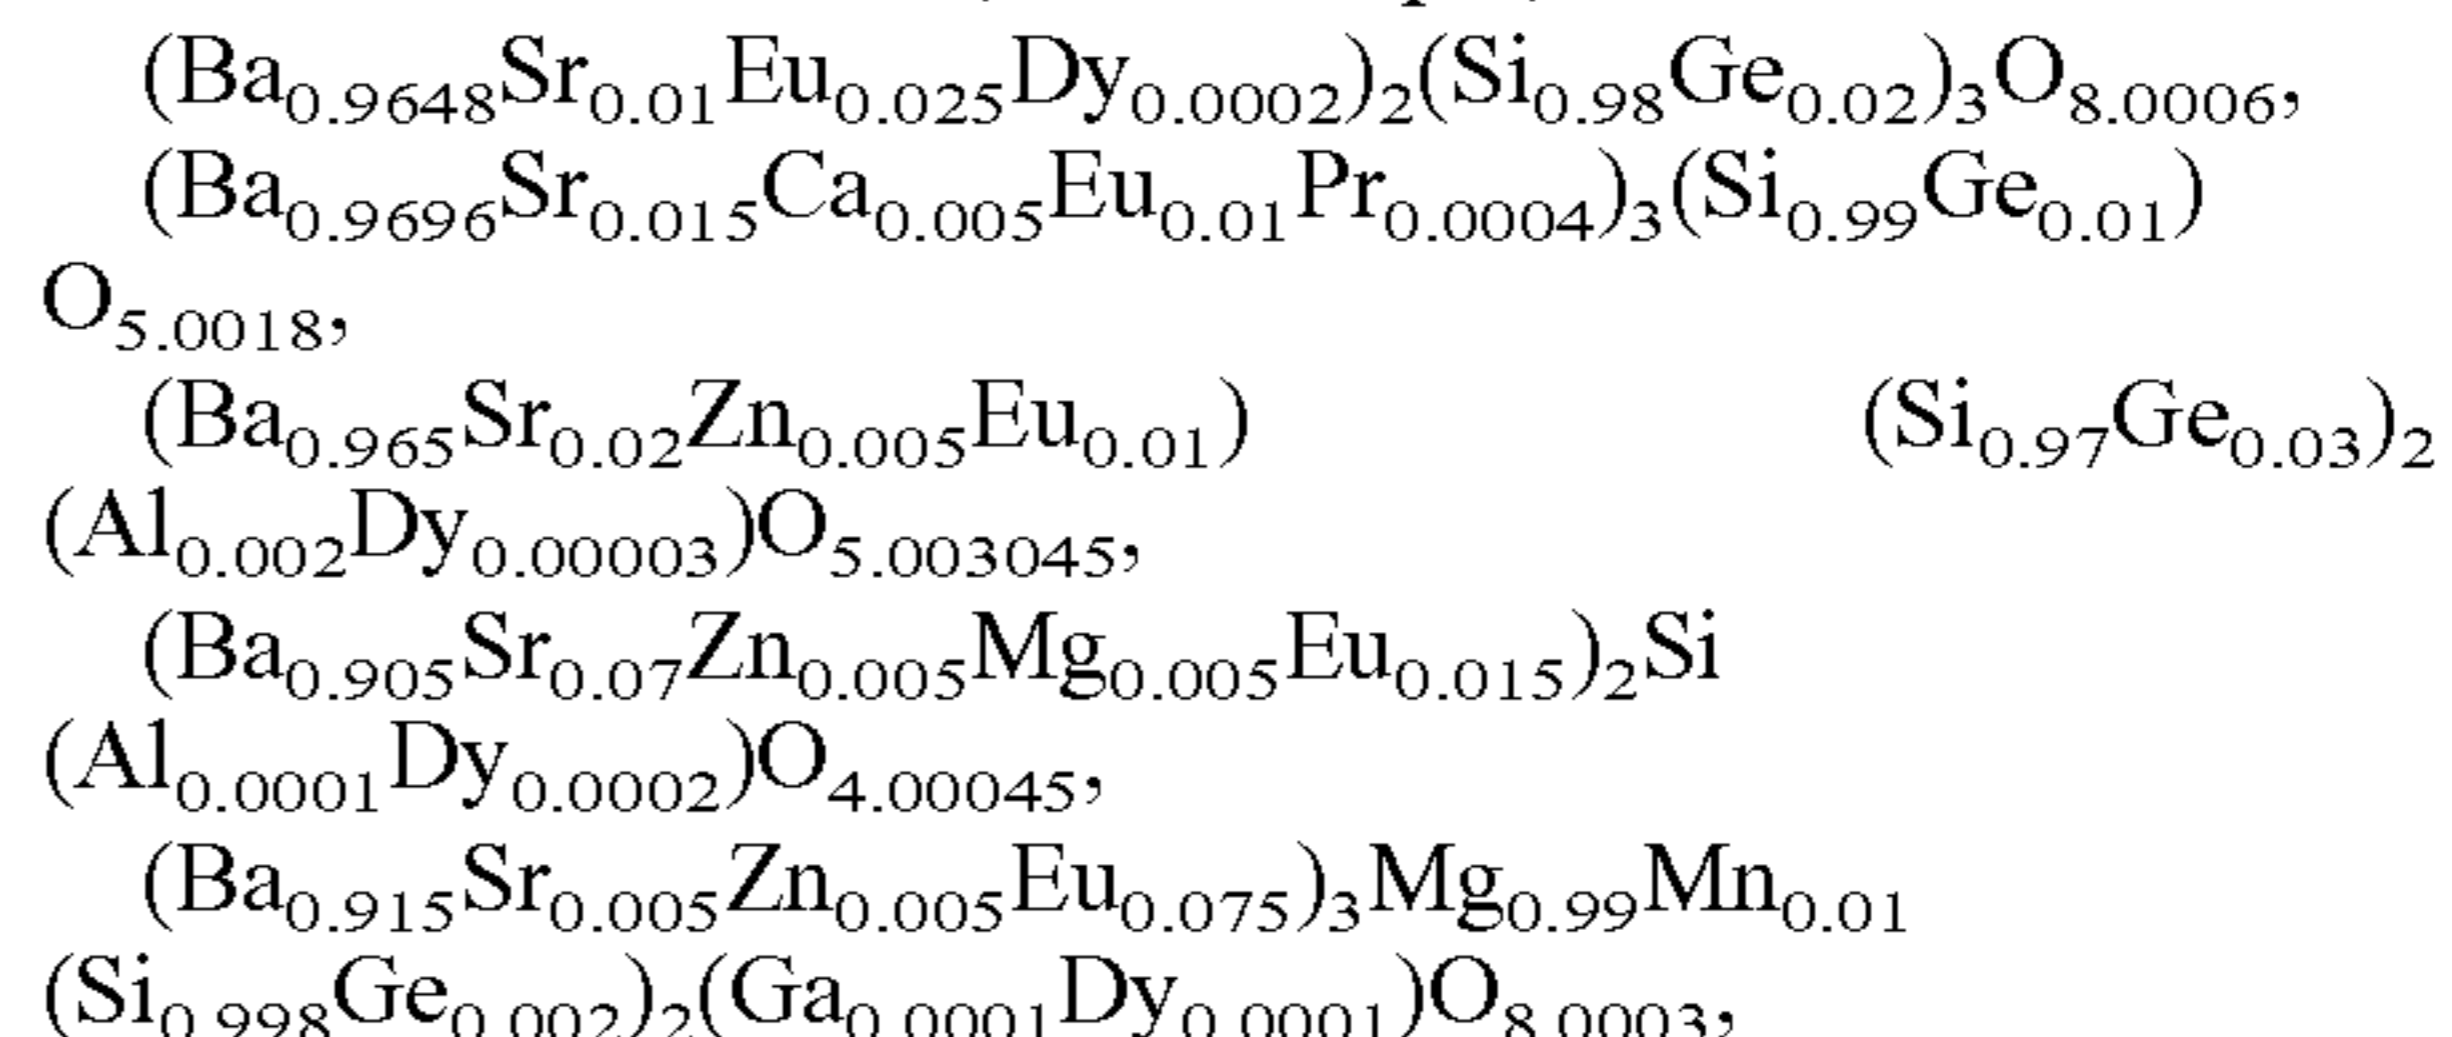 (Ba₀.₉₆₄₈Sr₀.₀₁Eu₀.₀₂₅Dy₀.₀₀₀₂)₂(Si₀.₉₈Ge₀.₀₂)₃O₈.₀₀₀₆,
(Ba₀.₉₆₉₆Sr₀.₀₁₅Ca₀.₀₀₅Eu₀.₀₁Pr₀.₀₀₀₄)₃(Si₀.₉₉Ge₀.₀₁)
O₅.₀₀₁₈,
(Ba₀.₉₆₅Sr₀.₀₂Zn₀.₀₀₅Eu₀.₀₁) (Si₀.₉₇Ge₀.₀₃)₂
(Al₀.₀₀₂Dy₀.₀₀₀₀₃)O₅.₀₀₃₀₄₅,
(Ba₀.₉₀₅Sr₀.₀₇Zn₀.₀₀₅Mg₀.₀₀₅Eu₀.₀₁₅)₂Si
(Al₀.₀₀₀₁Dy₀.₀₀₀₂)O₄.₀₀₀₄₅,
(Ba₀.₉₁₅Sr₀.₀₀₅Zn₀.₀₀₅Eu₀.₀₇₅)₃Mg₀.₉₉Mn₀.₀₁
(Si₀.₉₉₈Ge₀.₀₀₂)₂(Ga₀.₀₀₀₁Dy₀.₀₀₀₁)O₈.₀₀₀₃,